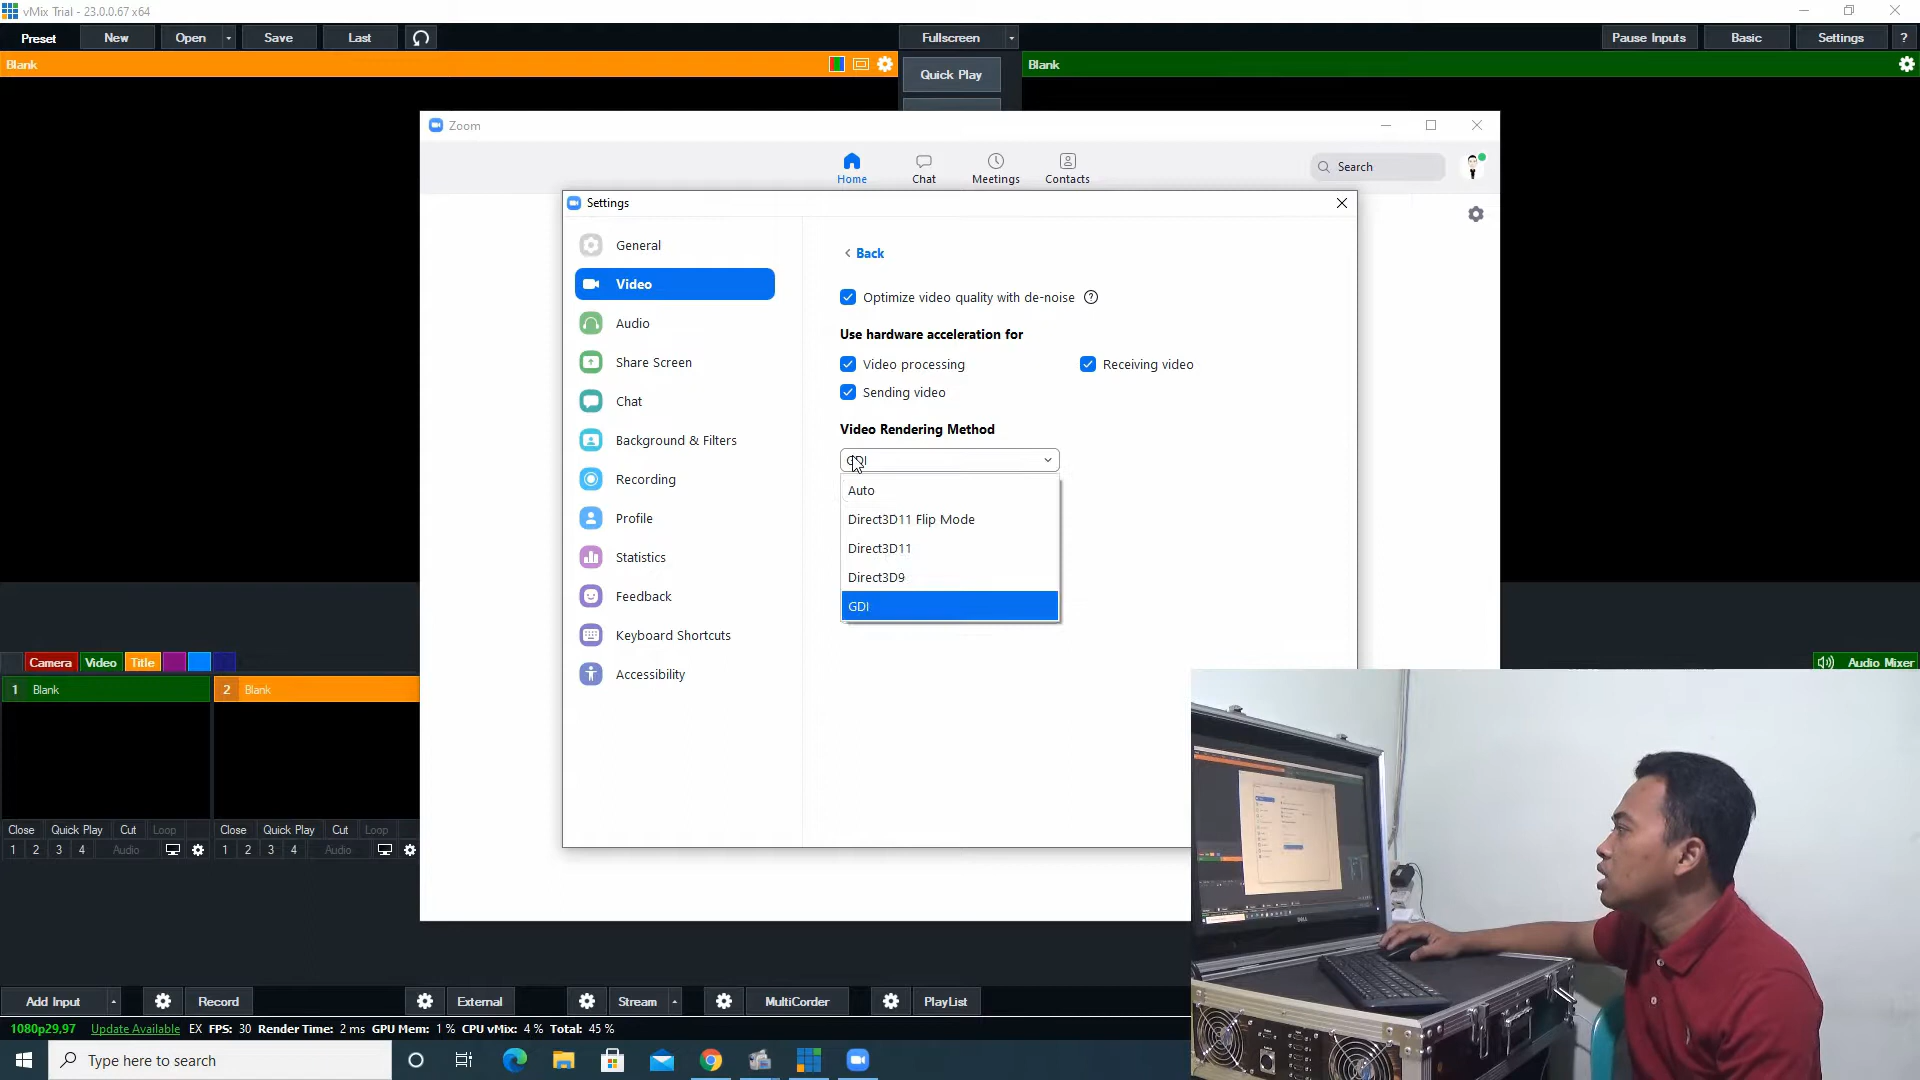 vMix Trial - 23.0.0.67 x64
Preset
New
Open
Save
Last
Fullscreen
Pause Inputs
Basic
Settings
?
Blank
Quick Play
Blank
Zoom
Home
Chat
Meetings
Contacts
Search
Settings
General
Video
Audio
Share Screen
Chat
Background & Filters
Recording
Profile
Statistics
Feedback
Keyboard Shortcuts
Accessibility
Back
Optimize video quality with de-noise
Use hardware acceleration for
Video processing
Receiving video
Sending video
Video Rendering Method
GDI
Auto
Direct3D11 Flip Mode
Direct3D11
Direct3D9
GDI
Camera
Video
Title
Audio Mixer
1 Blank
2 Blank
Close Quick Play Cut Loop
Close Quick Play Cut Loop
1 2 3 4 Audio
1 2 3 4 Audio
Add Input
Record
External
Stream
MultiCorder
PlayList
1080p29,97 Update Available EX FPS: 30 Render Time: 2 ms GPU Mem: 1 % CPU vMix: 4 % Total: 45 %
Type here to search